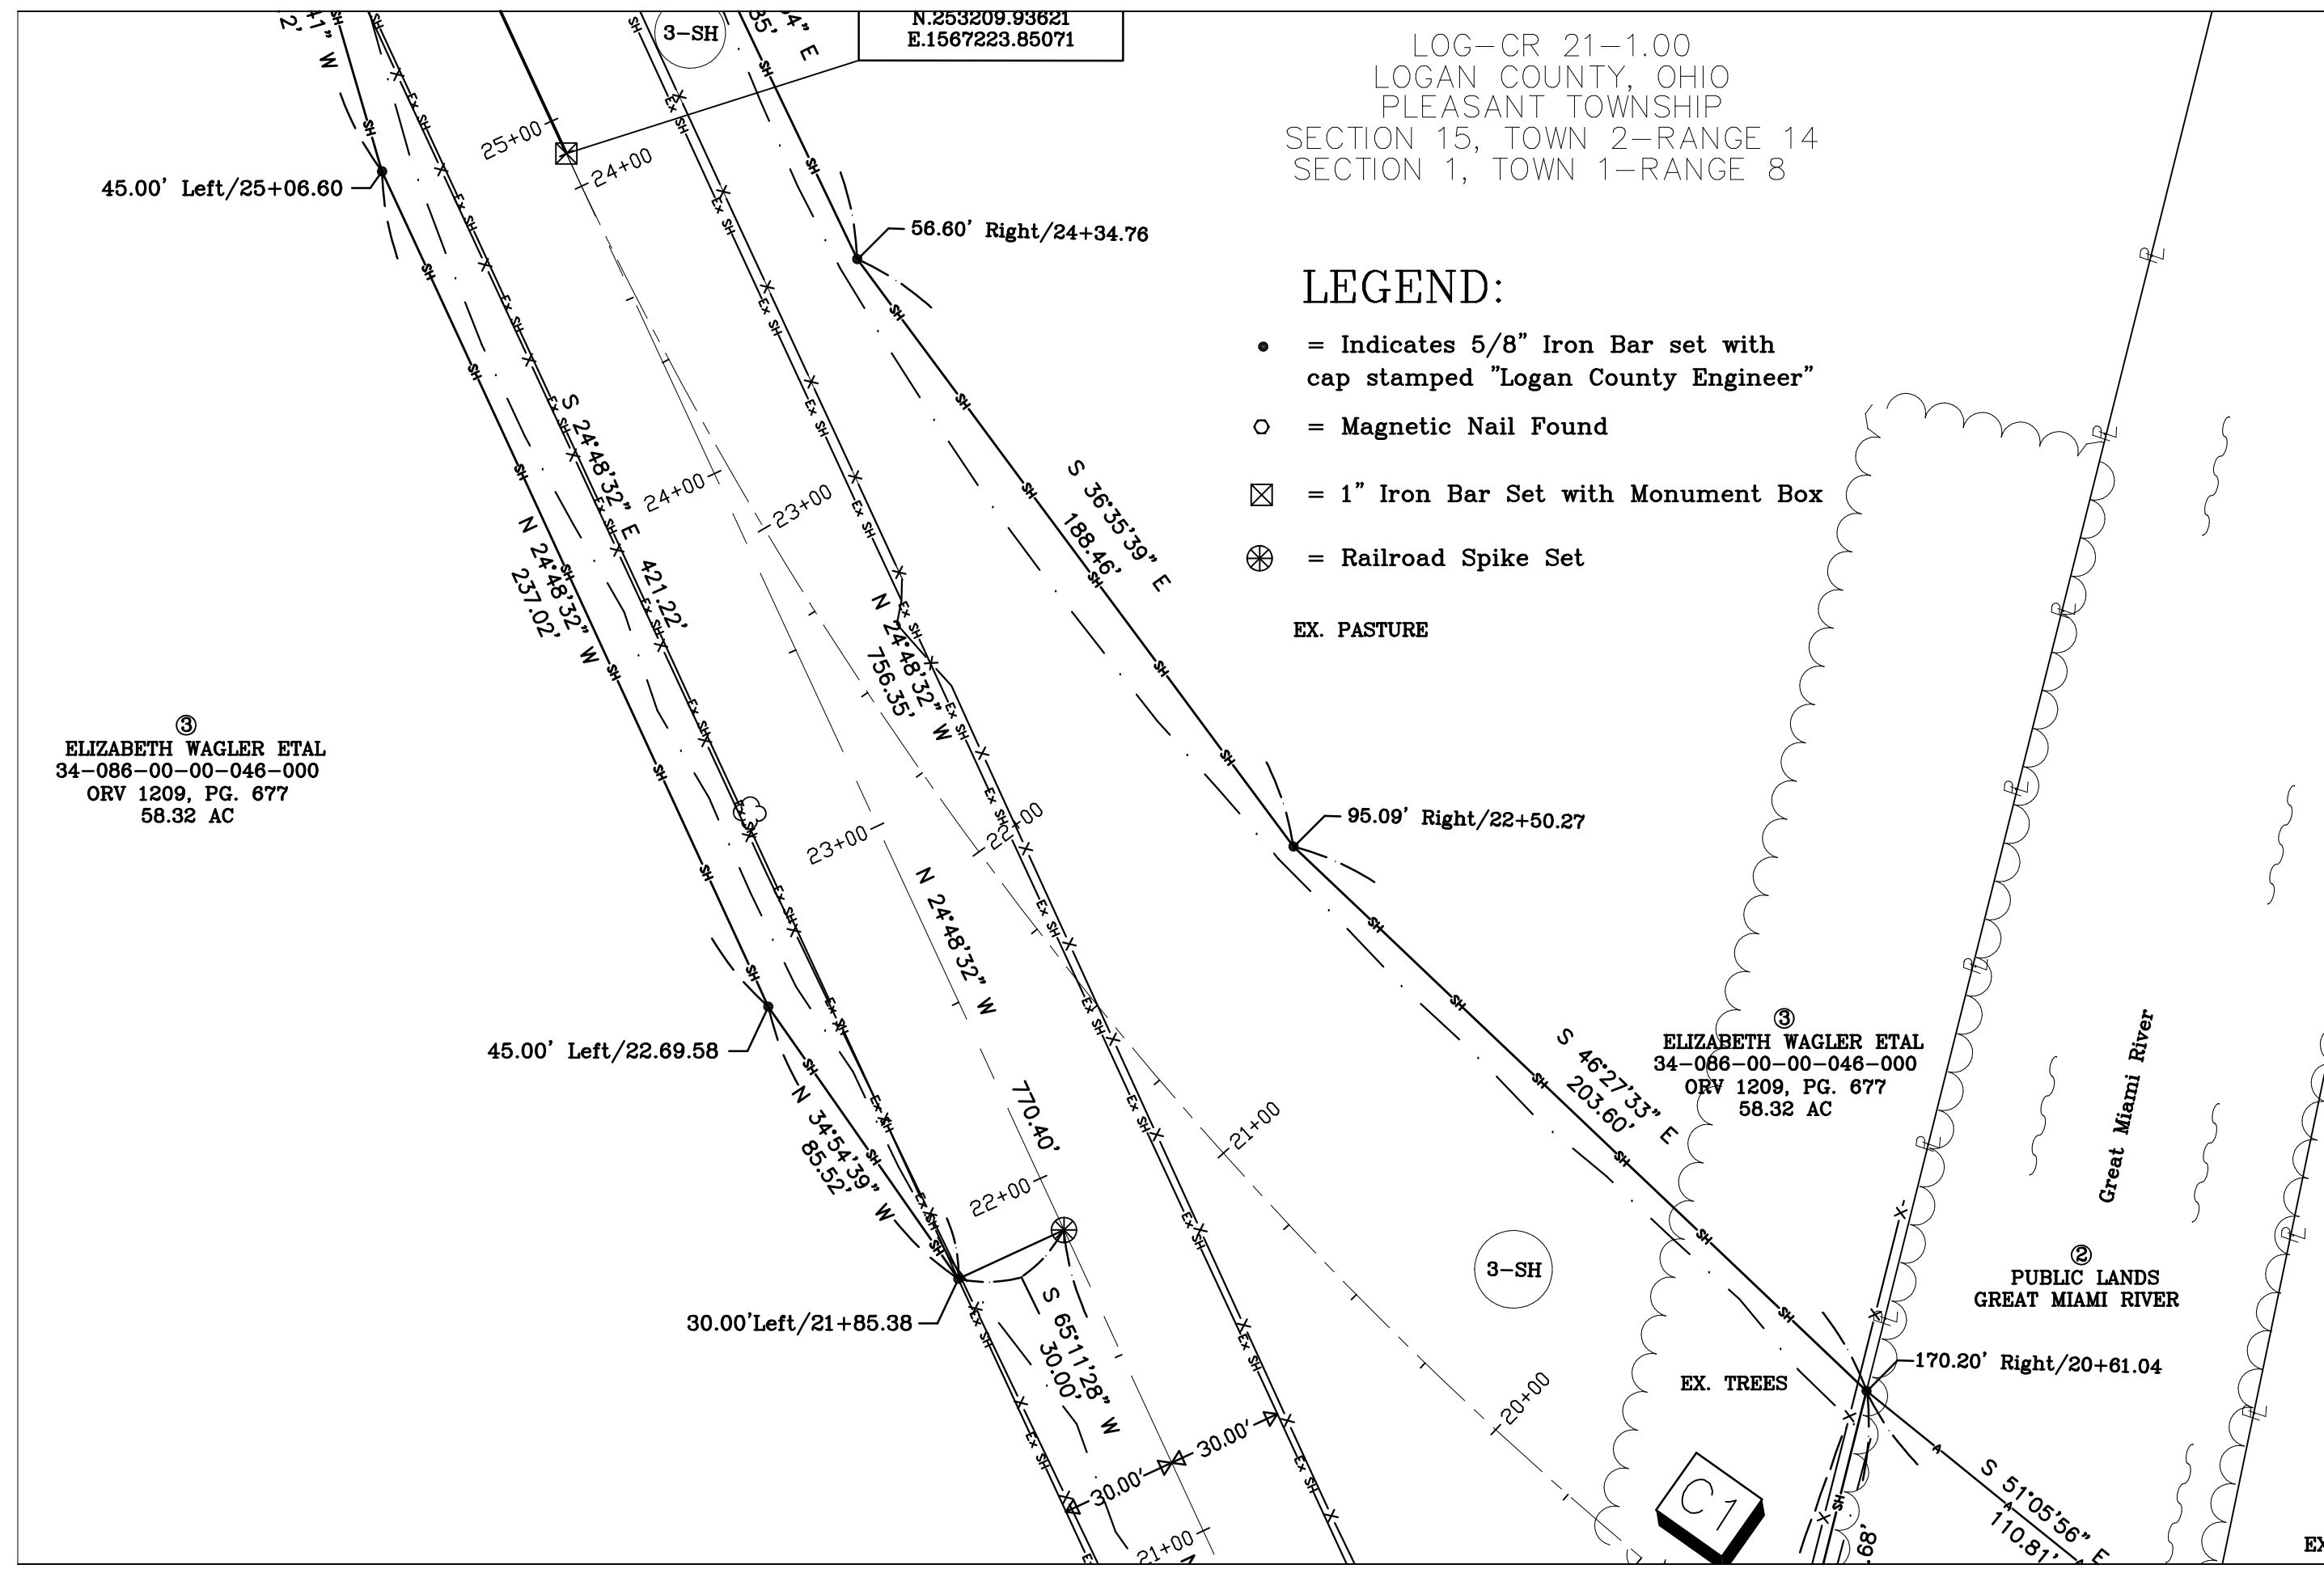 N.253209.93621
E.1567223.85071
3-SH
LOG-CR 21-1.00
LOGAN COUNTY, OHIO
PLEASANT TOWNSHIP
SECTION 15, TOWN 2-RANGE 14
SECTION 1, TOWN 1-RANGE 8
25+00
24+00
45.00' Left/25+06.60
56.60' Right/24+34.76
LEGEND:
= Indicates 5/8" Iron Bar set with
cap stamped "Logan County Engineer"
= Magnetic Nail Found
= 1" Iron Bar Set with Monument Box
= Railroad Spike Set
EX. PASTURE
S 24°48'32" E 421.22'
N 24°48'32" W
237.02'
24+00
23+00
S 36°35'39" E
188.46'
N 24°48'32" W
756.35'
3
ELIZABETH WAGLER ETAL
34-086-00-00-046-000
ORV 1209, PG. 677
58.32 AC
23+00
22+00
95.09' Right/22+50.27
N 24°48'32" W 770.40'
45.00' Left/22.69.58
N 34°54'39" W
85.52'
22+00
21+00
S 46°27'33" E
203.60'
3
ELIZABETH WAGLER ETAL
34-086-00-00-046-000
ORV 1209, PG. 677
58.32 AC
Great Miami River
2
PUBLIC LANDS
GREAT MIAMI RIVER
3-SH
30.00'Left/21+85.38
S 65°11'28" W
30.00'
170.20' Right/20+61.04
EX. TREES
20+00
30.00'
30.00'
C1
S 51°05'56" E
110.81'
21+00
.68'
SH
Ex SH
X
PL
A